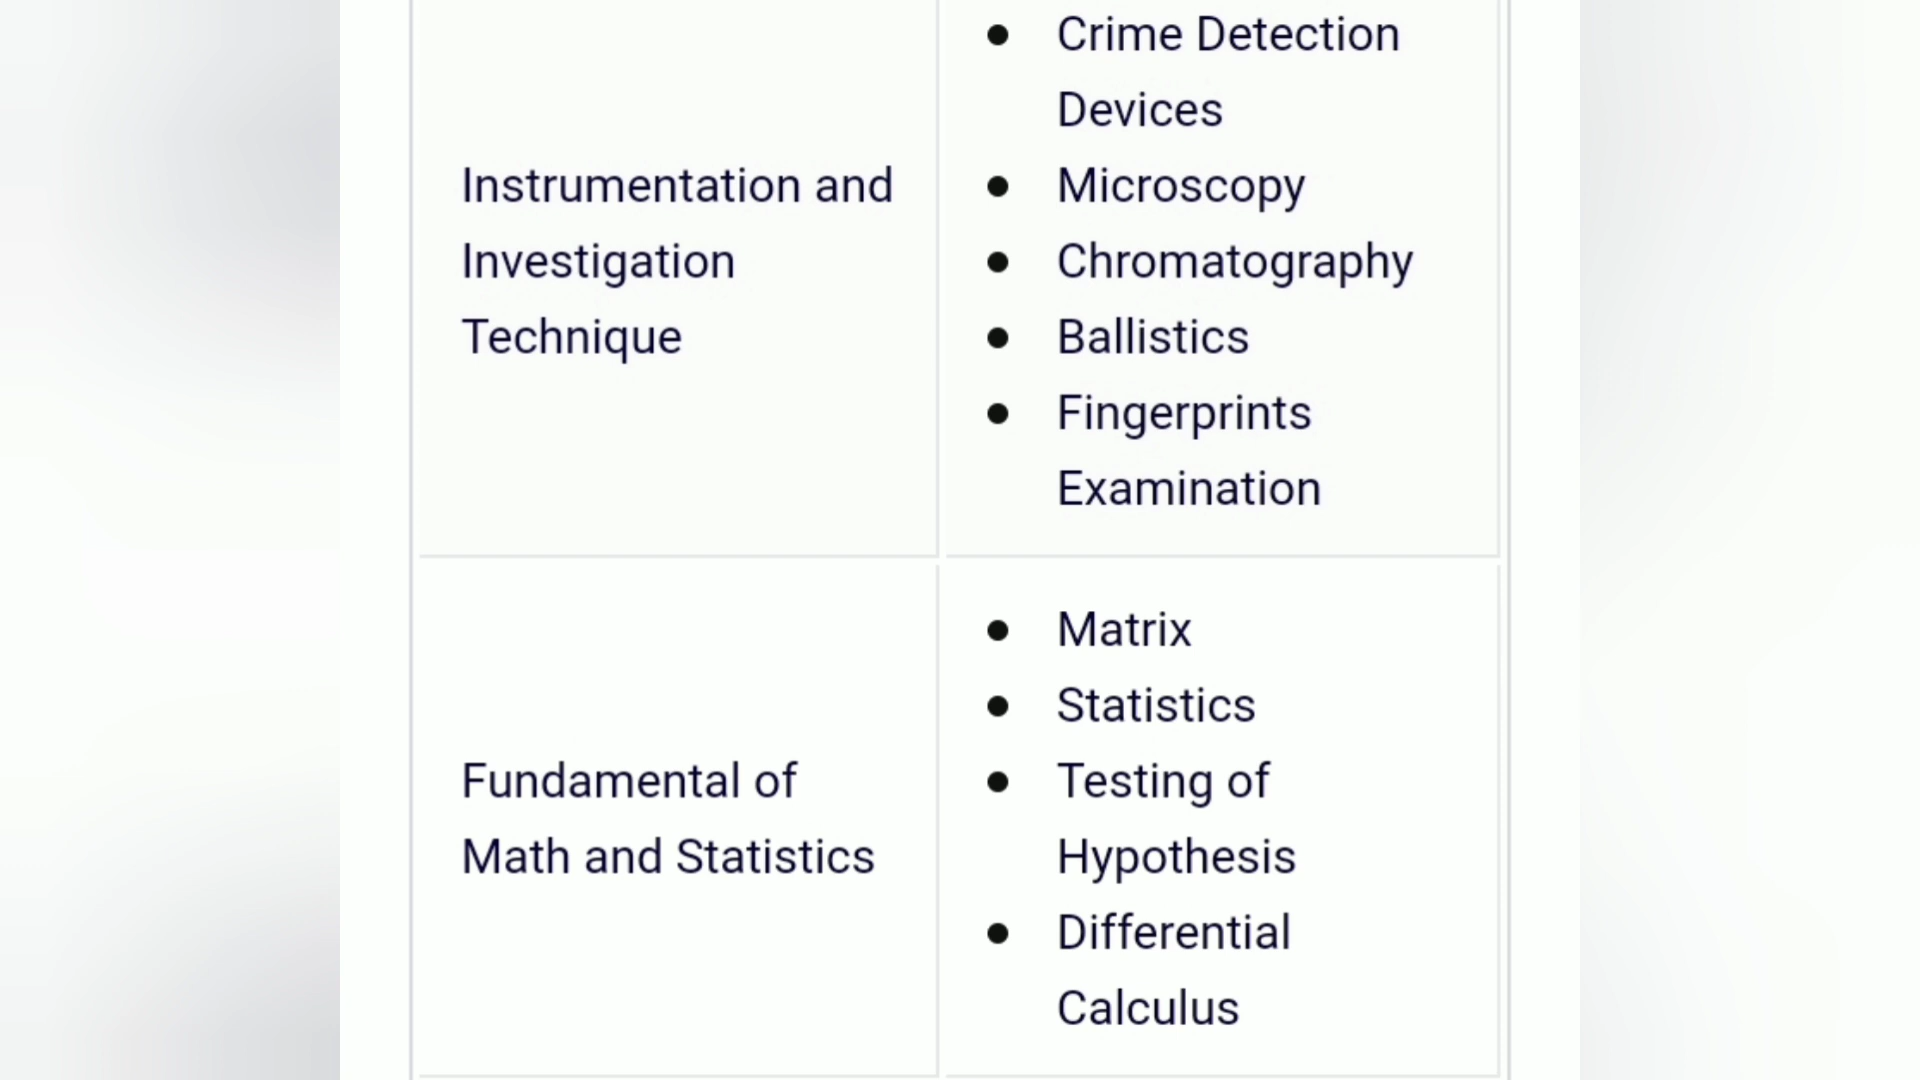 Instrumentation and
Investigation
Technique
Crime Detection
Devices
Microscopy
Chromatography
Ballistics
Fingerprints
Examination
Fundamental of
Math and Statistics
Matrix
Statistics
Testing of
Hypothesis
Differential
Calculus